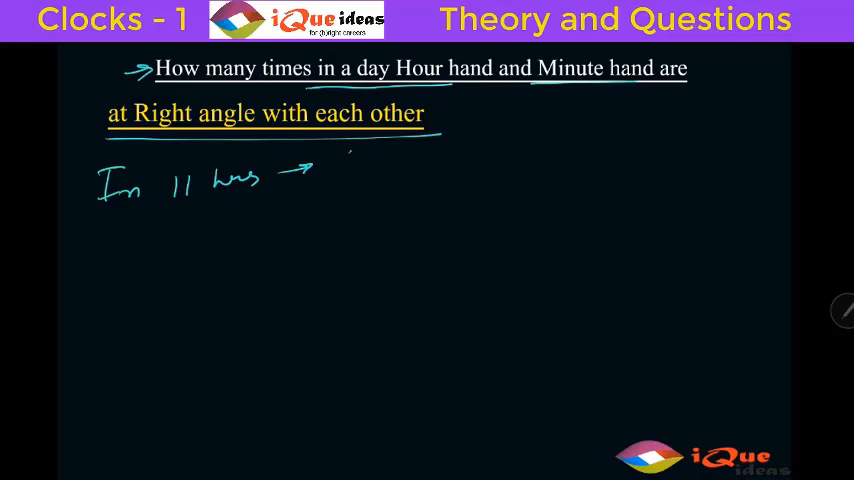 Clocks - 1 iQue ideas Theory and Questions
for (b)right careers
How many times in a day Hour hand and Minute hand are
at Right angle with each other
In 11 hrs →
iQue
ideas